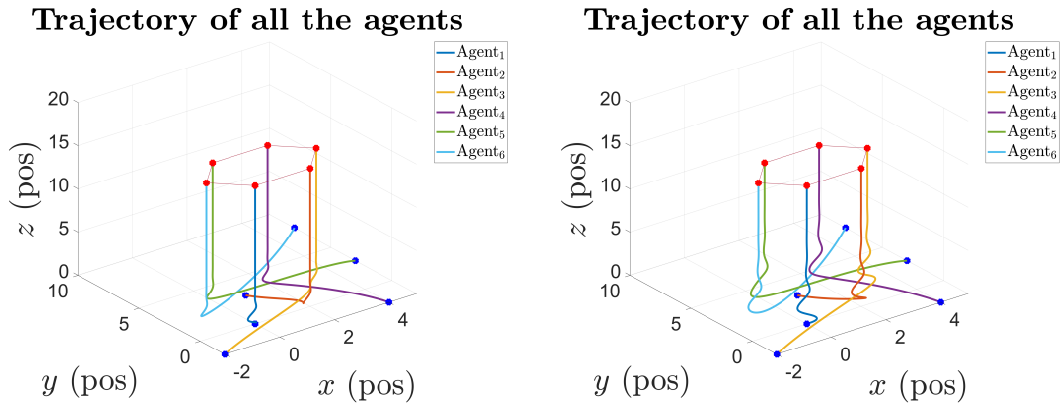 Trajectory of all the agents
Agent₁
Agent₂
Agent₃
Agent₄
Agent₅
Agent₆
20
15
10
5
0
z (pos)
10
5
0
y (pos)
-2
0
2
4
x (pos)
Trajectory of all the agents
Agent₁
Agent₂
Agent₃
Agent₄
Agent₅
Agent₆
20
15
10
5
0
z (pos)
10
5
0
y (pos)
-2
0
2
4
x (pos)